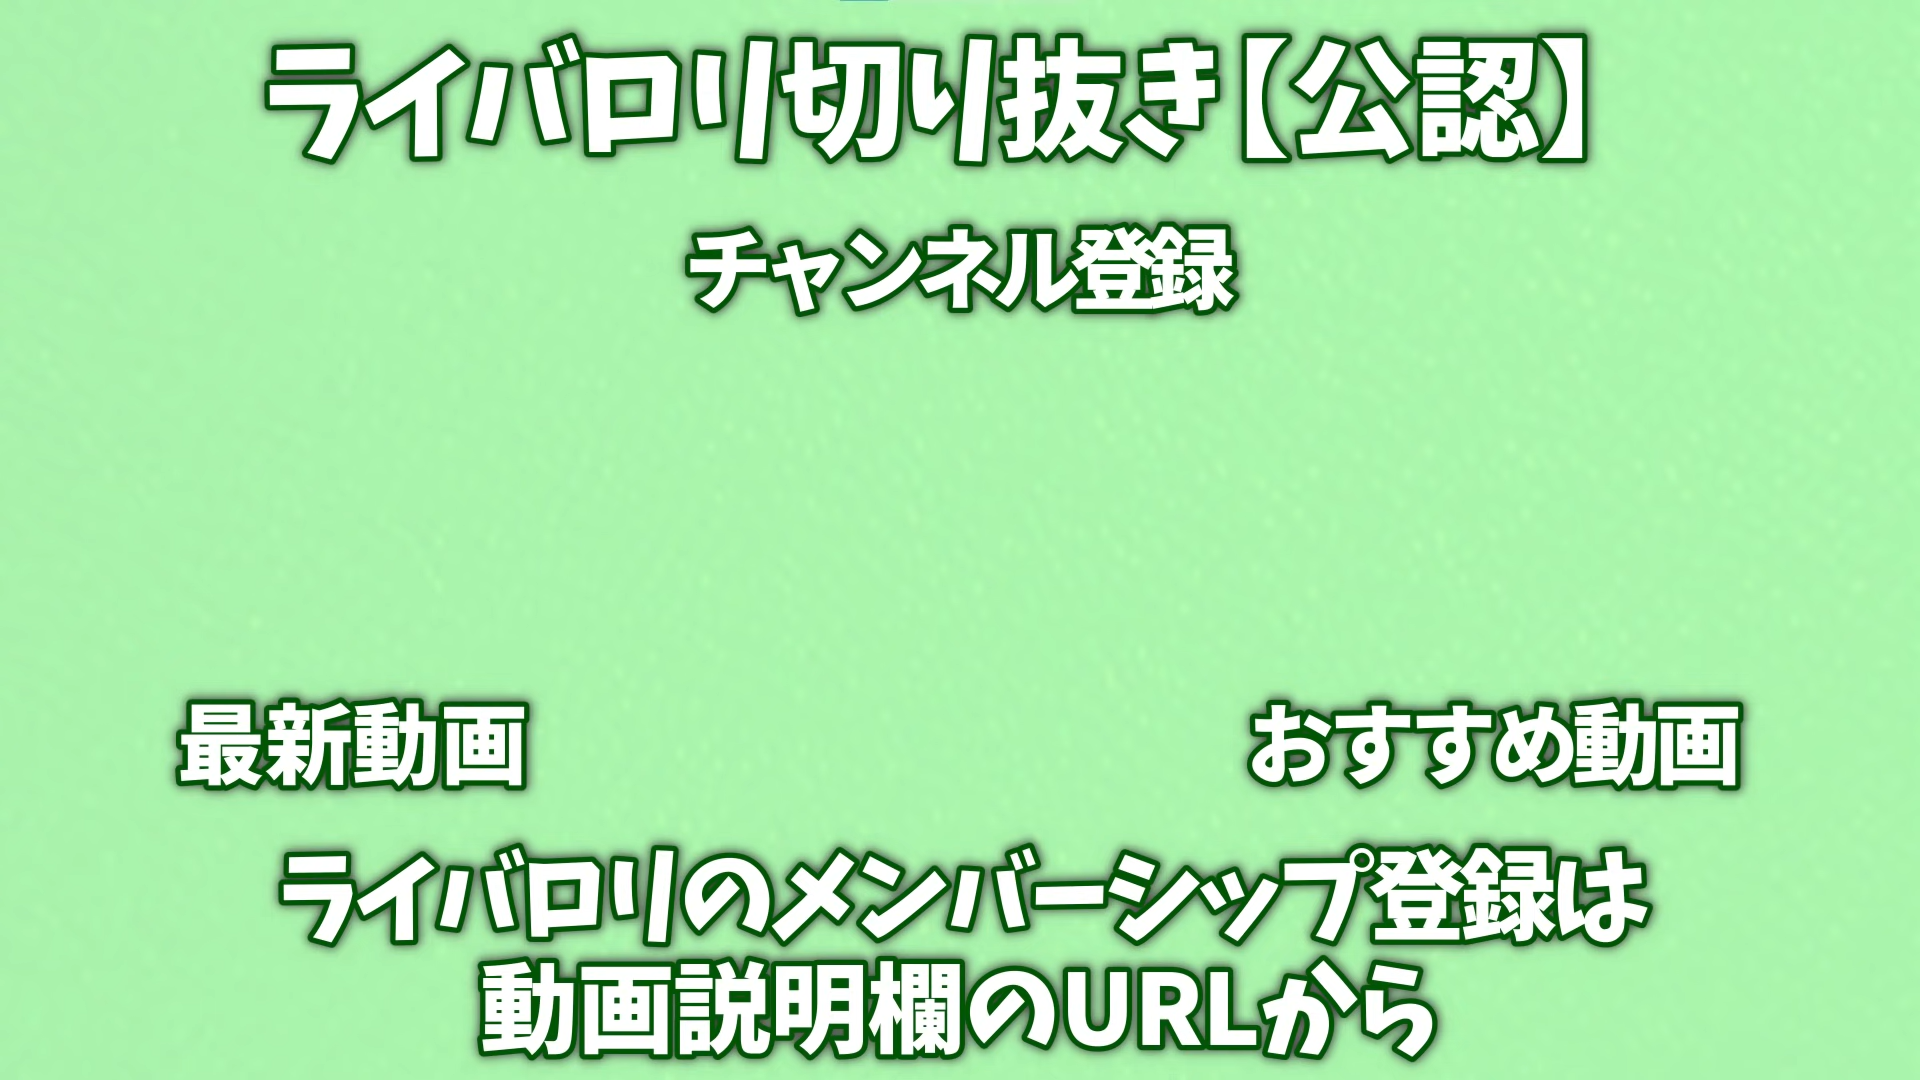 ライバロリ切り抜き【公認】
チャンネル登録
最新動画
おすすめ動画
ライバロリのメンバーシップ登録は
動画説明欄のURLから